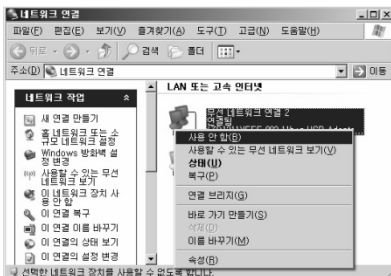 네트워크 연결
파일(F) 편집(E) 보기(V) 즐겨찾기(A) 도구(T) 고급(N) 도움말(H)
뒤로 검색 폴더
주소(D) 네트워크 연결 이동
네트워크 작업
새 연결 만들기
홈 네트워크 또는 소
규모 네트워크 설정
Windows 방화벽 설
정 변경
사용할 수 있는 무선
네트워크 보기
이 네트워크 장치 사
용 안 함
이 연결 복구
이 연결 이름 바꾸기
이 연결의 상태 보기
이 연결의 설정 변경
LAN 또는 고속 인터넷
무선 네트워크 연결 2
연결됨
사용 안 함(B)
사용할 수 있는 무선 네트워크 보기(V)
상태(U)
복구(P)
연결 브리지(G)
바로 가기 만들기(S)
삭제(D)
이름 바꾸기(M)
속성(R)
선택한 네트워크 장치를 사용할 수 없도록 합니다.